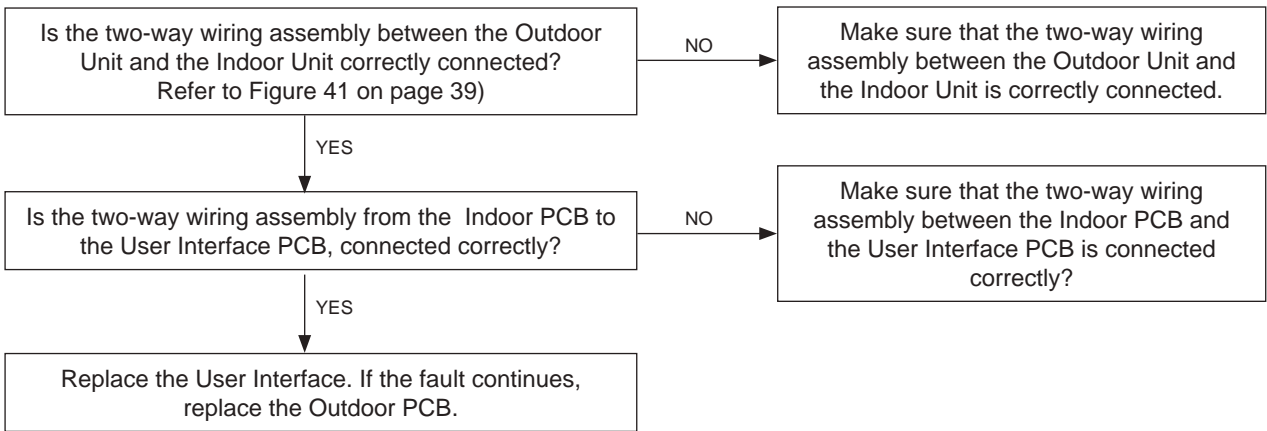 Is the two-way wiring assembly between the Outdoor
Unit and the Indoor Unit correctly connected?
Refer to Figure 41 on page 39)
NO
Make sure that the two-way wiring
assembly between the Outdoor Unit and
the Indoor Unit is correctly connected.
YES
Is the two-way wiring assembly from the Indoor PCB to
the User Interface PCB, connected correctly?
NO
Make sure that the two-way wiring
assembly between the Indoor PCB and
the User Interface PCB is connected
correctly?
YES
Replace the User Interface. If the fault continues,
replace the Outdoor PCB.